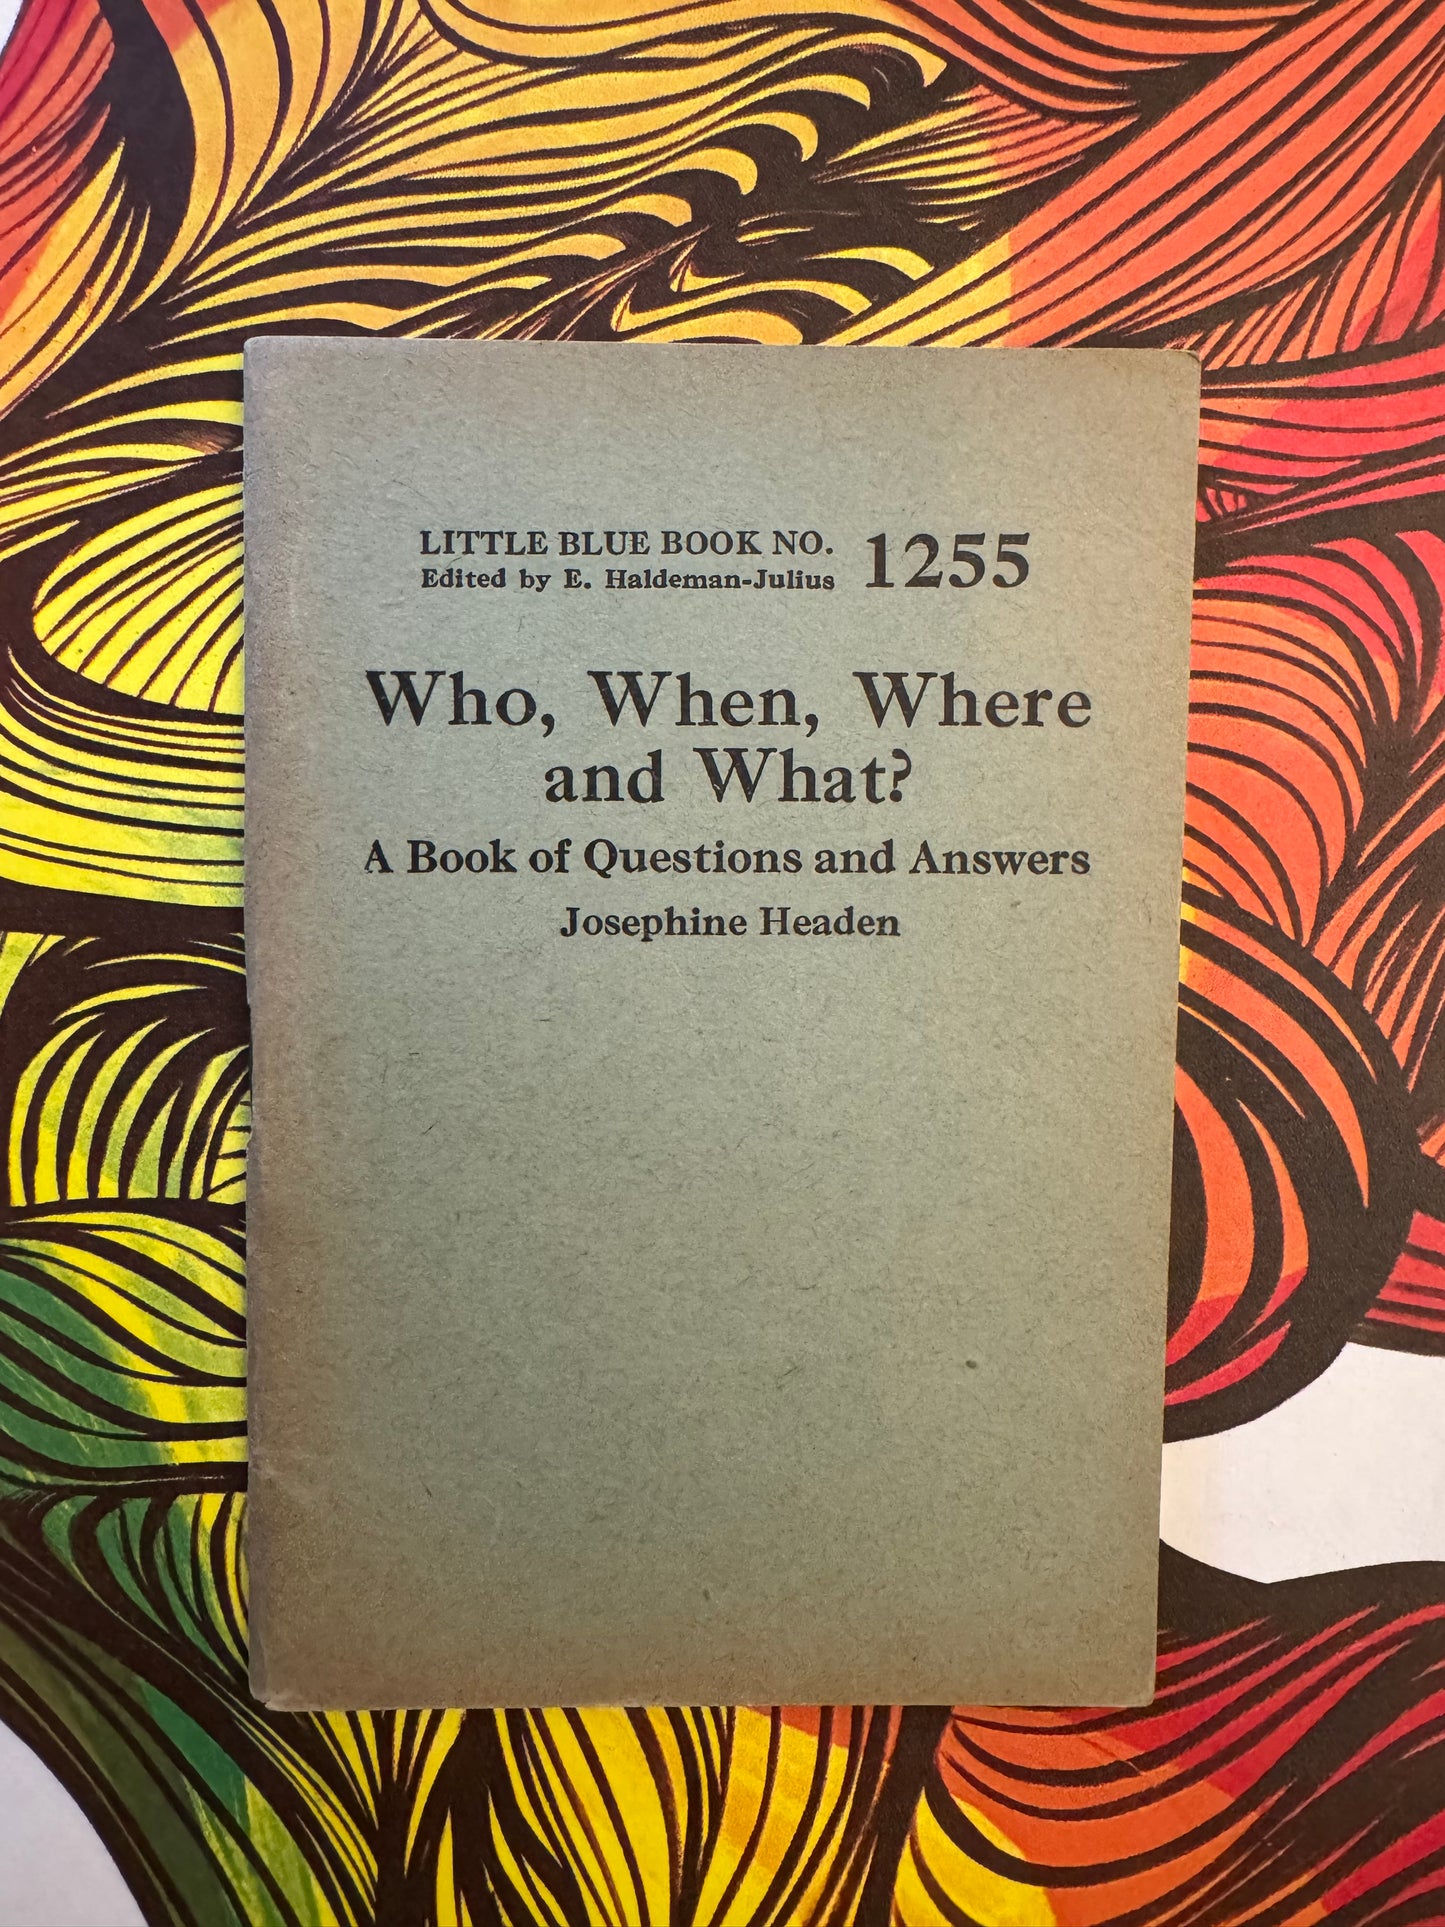 LITTLE BLUE BOOK NO. 1255
Edited by E. Haldeman-Julius
Who, When, Where
and What?
A Book of Questions and Answers
Josephine Headen